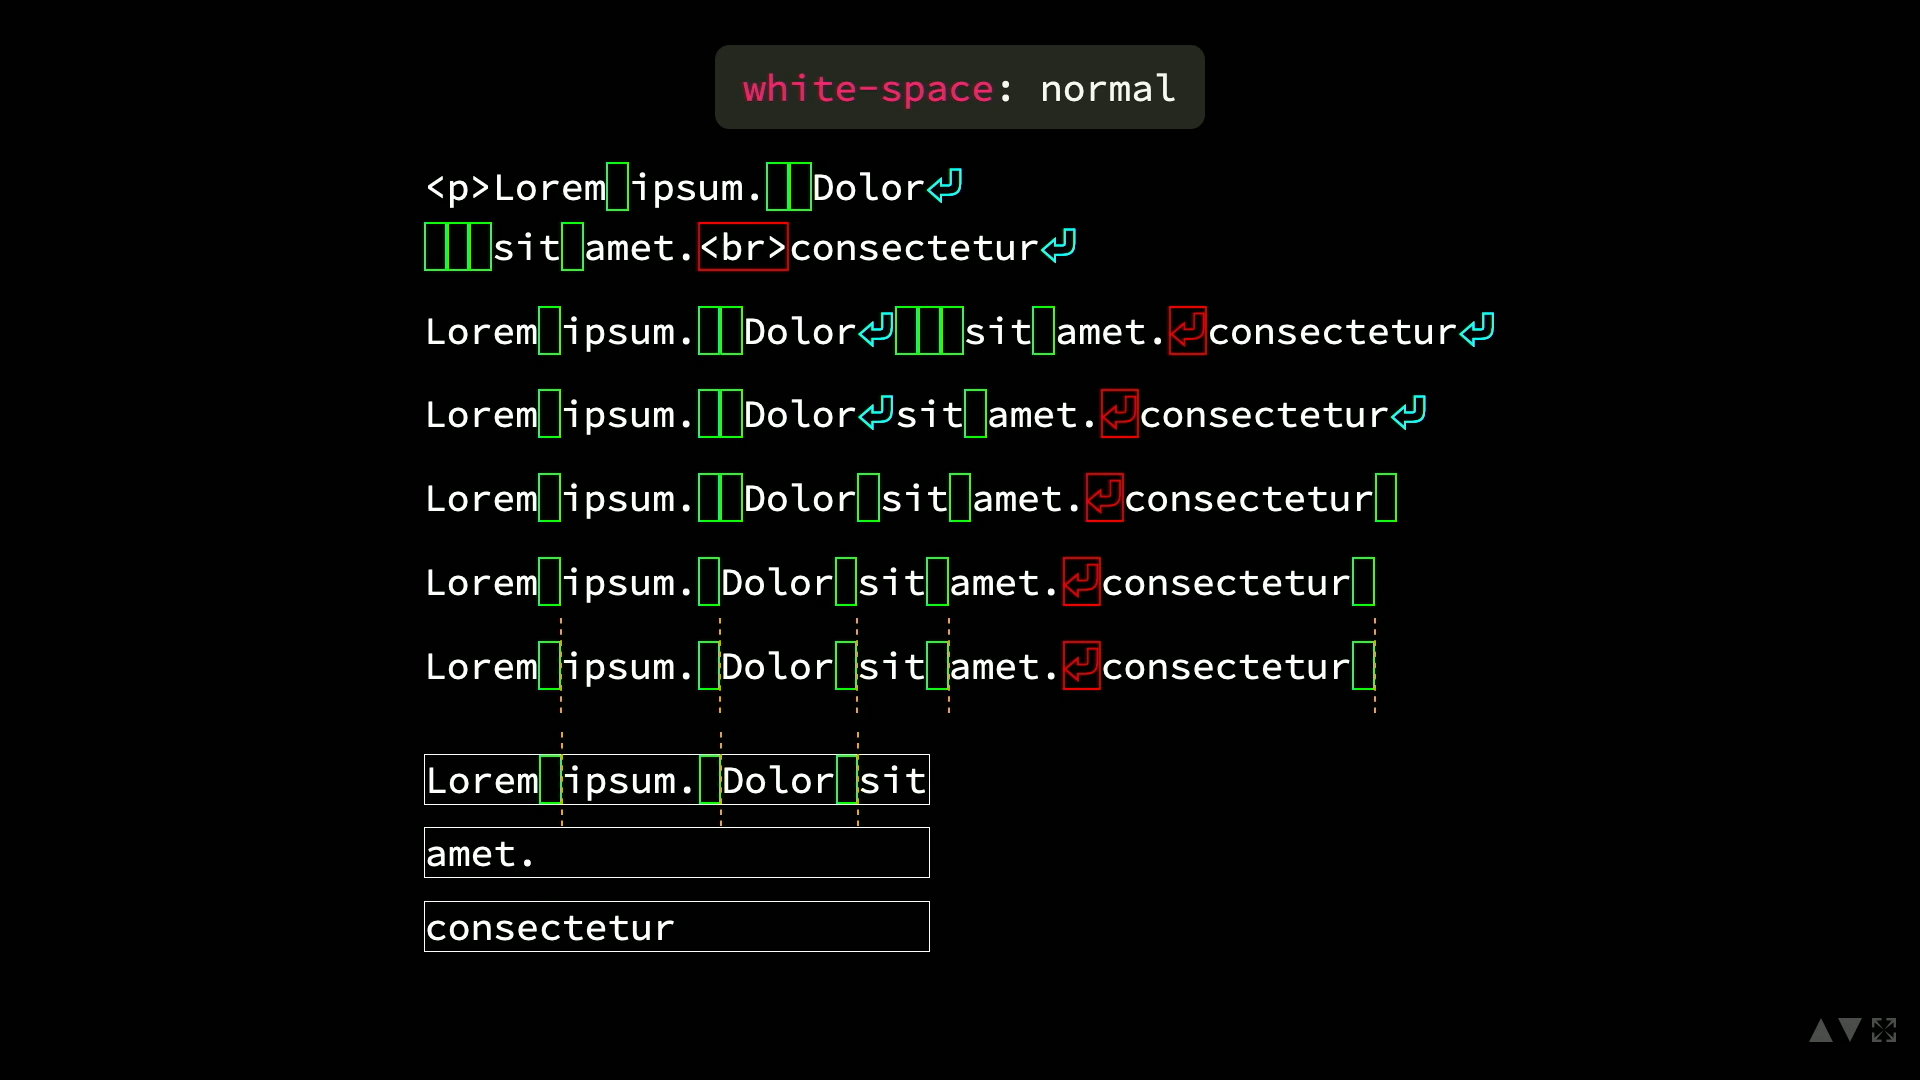 white-space: normal
<p>Lorem ipsum.  Dolor⏎
   sit amet.<br>consectetur⏎
Lorem ipsum.  Dolor⏎   sit amet.⏎consectetur⏎
Lorem ipsum.  Dolor⏎sit amet.⏎consectetur⏎
Lorem ipsum.  Dolor sit amet.⏎consectetur 
Lorem ipsum. Dolor sit amet.⏎consectetur 
Lorem ipsum. Dolor sit amet.⏎consectetur 
Lorem ipsum. Dolor sit
amet.
consectetur